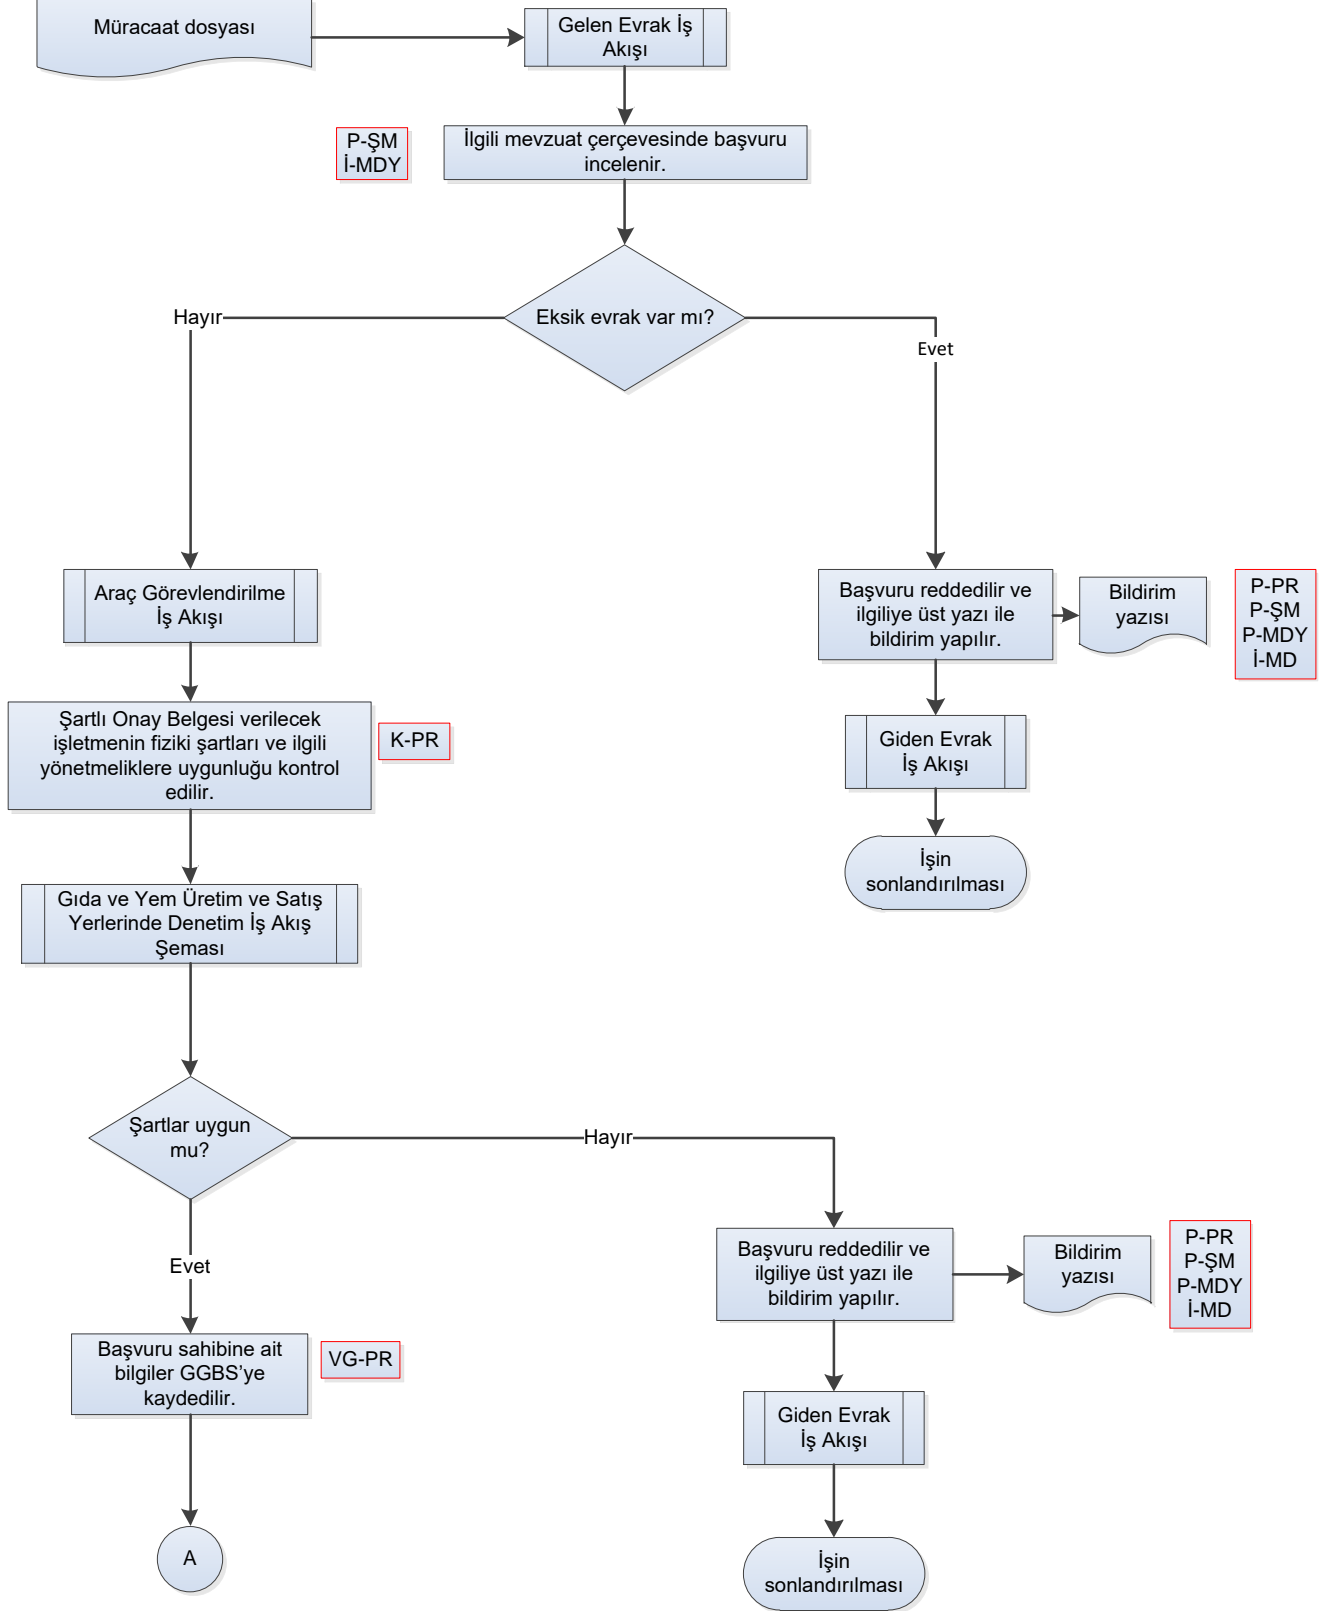 Müracaat dosyası
Gelen Evrak İş
Akışı
P-ŞM
İ-MDY
İlgili mevzuat çerçevesinde başvuru
incelenir.
Eksik evrak var mı?
Hayır
Evet
Araç Görevlendirilme
İş Akışı
Başvuru reddedilir ve
ilgiliye üst yazı ile
bildirim yapılır.
Bildirim
yazısı
P-PR
P-ŞM
P-MDY
İ-MD
Şartlı Onay Belgesi verilecek
işletmenin fiziki şartları ve ilgili
yönetmeliklere uygunluğu kontrol
edilir.
K-PR
Giden Evrak
İş Akışı
İşin
sonlandırılması
Gıda ve Yem Üretim ve Satış
Yerlerinde Denetim İş Akış
Şeması
Şartlar uygun
mu?
Hayır
Evet
Başvuru reddedilir ve
ilgiliye üst yazı ile
bildirim yapılır.
Bildirim
yazısı
P-PR
P-ŞM
P-MDY
İ-MD
Başvuru sahibine ait
bilgiler GGBS’ye
kaydedilir.
VG-PR
Giden Evrak
İş Akışı
A
İşin
sonlandırılması